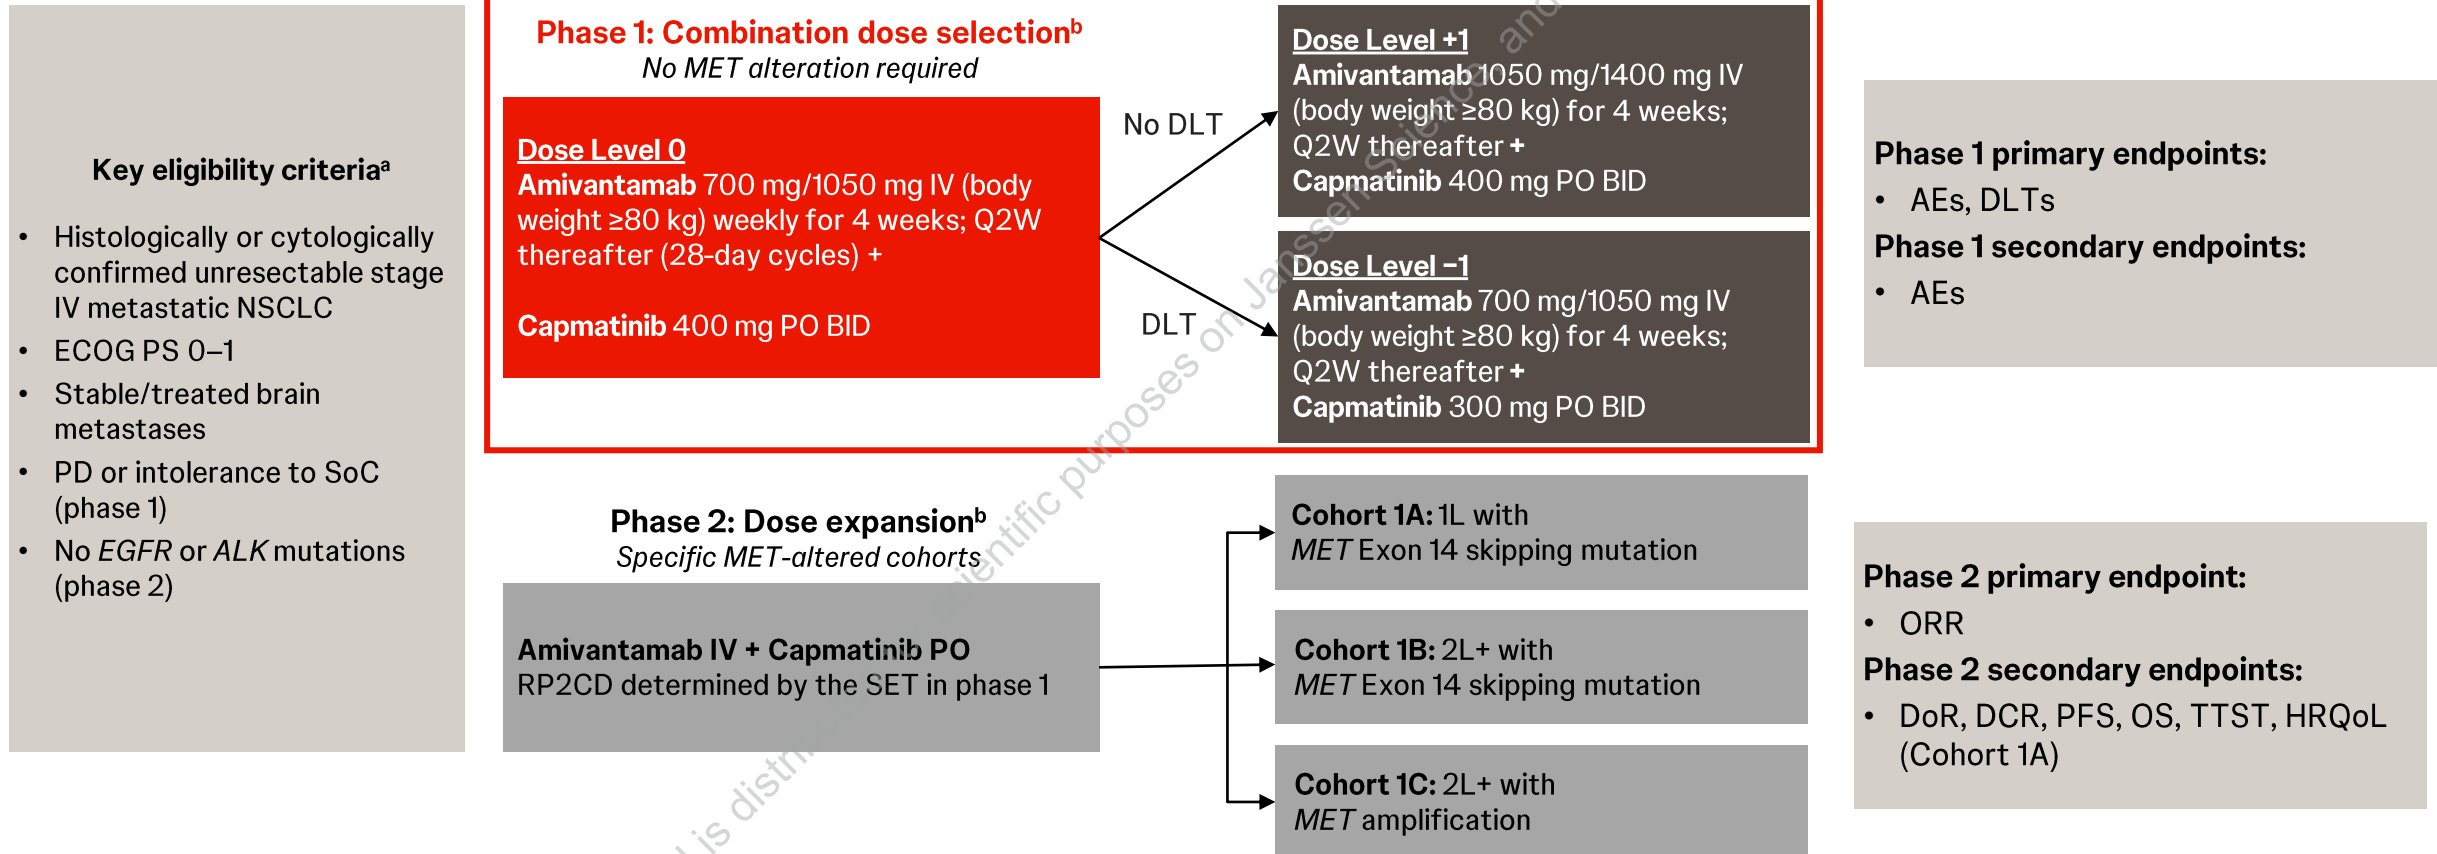 Key eligibility criteriaᵃ
• Histologically or cytologically
confirmed unresectable stage
IV metastatic NSCLC
• ECOG PS 0–1
• Stable/treated brain
metastases
• PD or intolerance to SoC
(phase 1)
• No EGFR or ALK mutations
(phase 2)
Phase 1: Combination dose selectionᵇ
No MET alteration required
Dose Level 0
Amivantamab 700 mg/1050 mg IV (body
weight ≥80 kg) weekly for 4 weeks; Q2W
thereafter (28-day cycles) +
Capmatinib 400 mg PO BID
No DLT
DLT
Dose Level +1
Amivantamab 1050 mg/1400 mg IV
(body weight ≥80 kg) for 4 weeks;
Q2W thereafter +
Capmatinib 400 mg PO BID
Dose Level –1
Amivantamab 700 mg/1050 mg IV
(body weight ≥80 kg) for 4 weeks;
Q2W thereafter +
Capmatinib 300 mg PO BID
Phase 1 primary endpoints:
• AEs, DLTs
Phase 1 secondary endpoints:
• AEs
Phase 2: Dose expansionᵇ
Specific MET-altered cohorts
Amivantamab IV + Capmatinib PO
RP2CD determined by the SET in phase 1
Cohort 1A: 1L with
MET Exon 14 skipping mutation
Cohort 1B: 2L+ with
MET Exon 14 skipping mutation
Cohort 1C: 2L+ with
MET amplification
Phase 2 primary endpoint:
• ORR
Phase 2 secondary endpoints:
• DoR, DCR, PFS, OS, TTST, HRQoL
(Cohort 1A)
is purposes on Janssen Science and